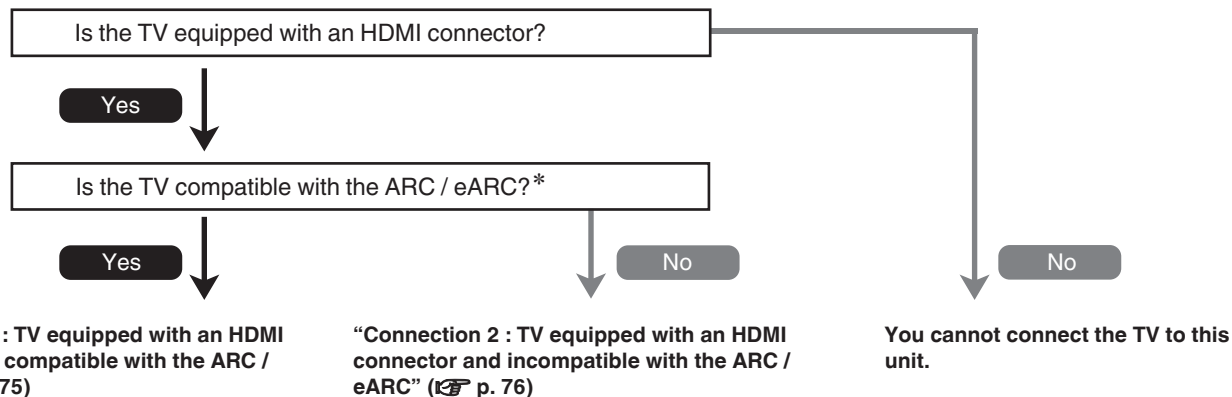 Is the TV equipped with an HDMI connector?
Yes
Is the TV compatible with the ARC / eARC?*
Yes
No
No
: TV equipped with an HDMI
compatible with the ARC /
75)
“Connection 2 : TV equipped with an HDMI
connector and incompatible with the ARC /
eARC” (☞ p. 76)
You cannot connect the TV to this
unit.